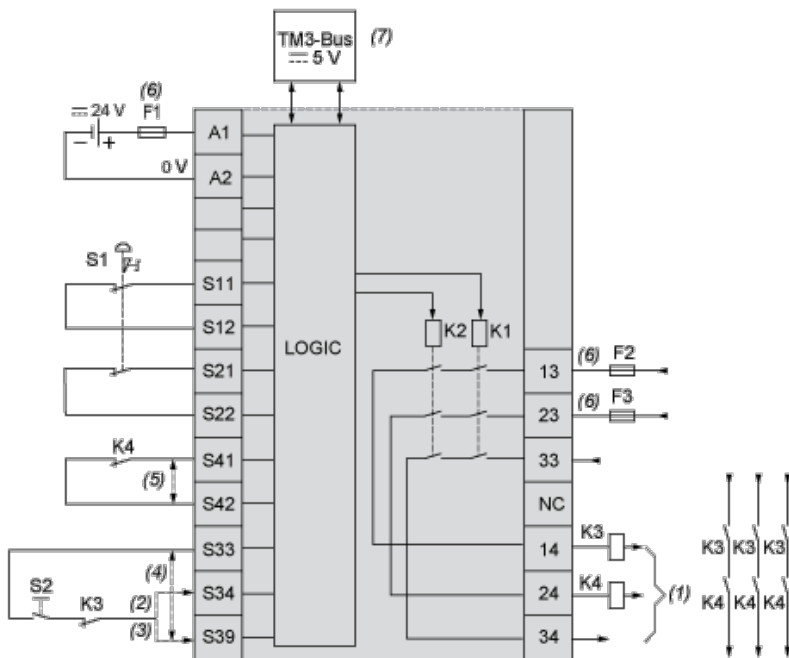 TM3-Bus (7)
5 V
(6)
24 V F1
− +
A1
0 V A2
S1
S11
S12
K2 K1
LOGIC
S21
13 (6) F2
S22
23 (6) F3
K4
S41
33
(5)
S42
NC
S33
14 K3
K3 K3 K3
(4)
S2 K3 (2)
S34
24 K4 (1)
K4 K4 K4
(3)
S39
34